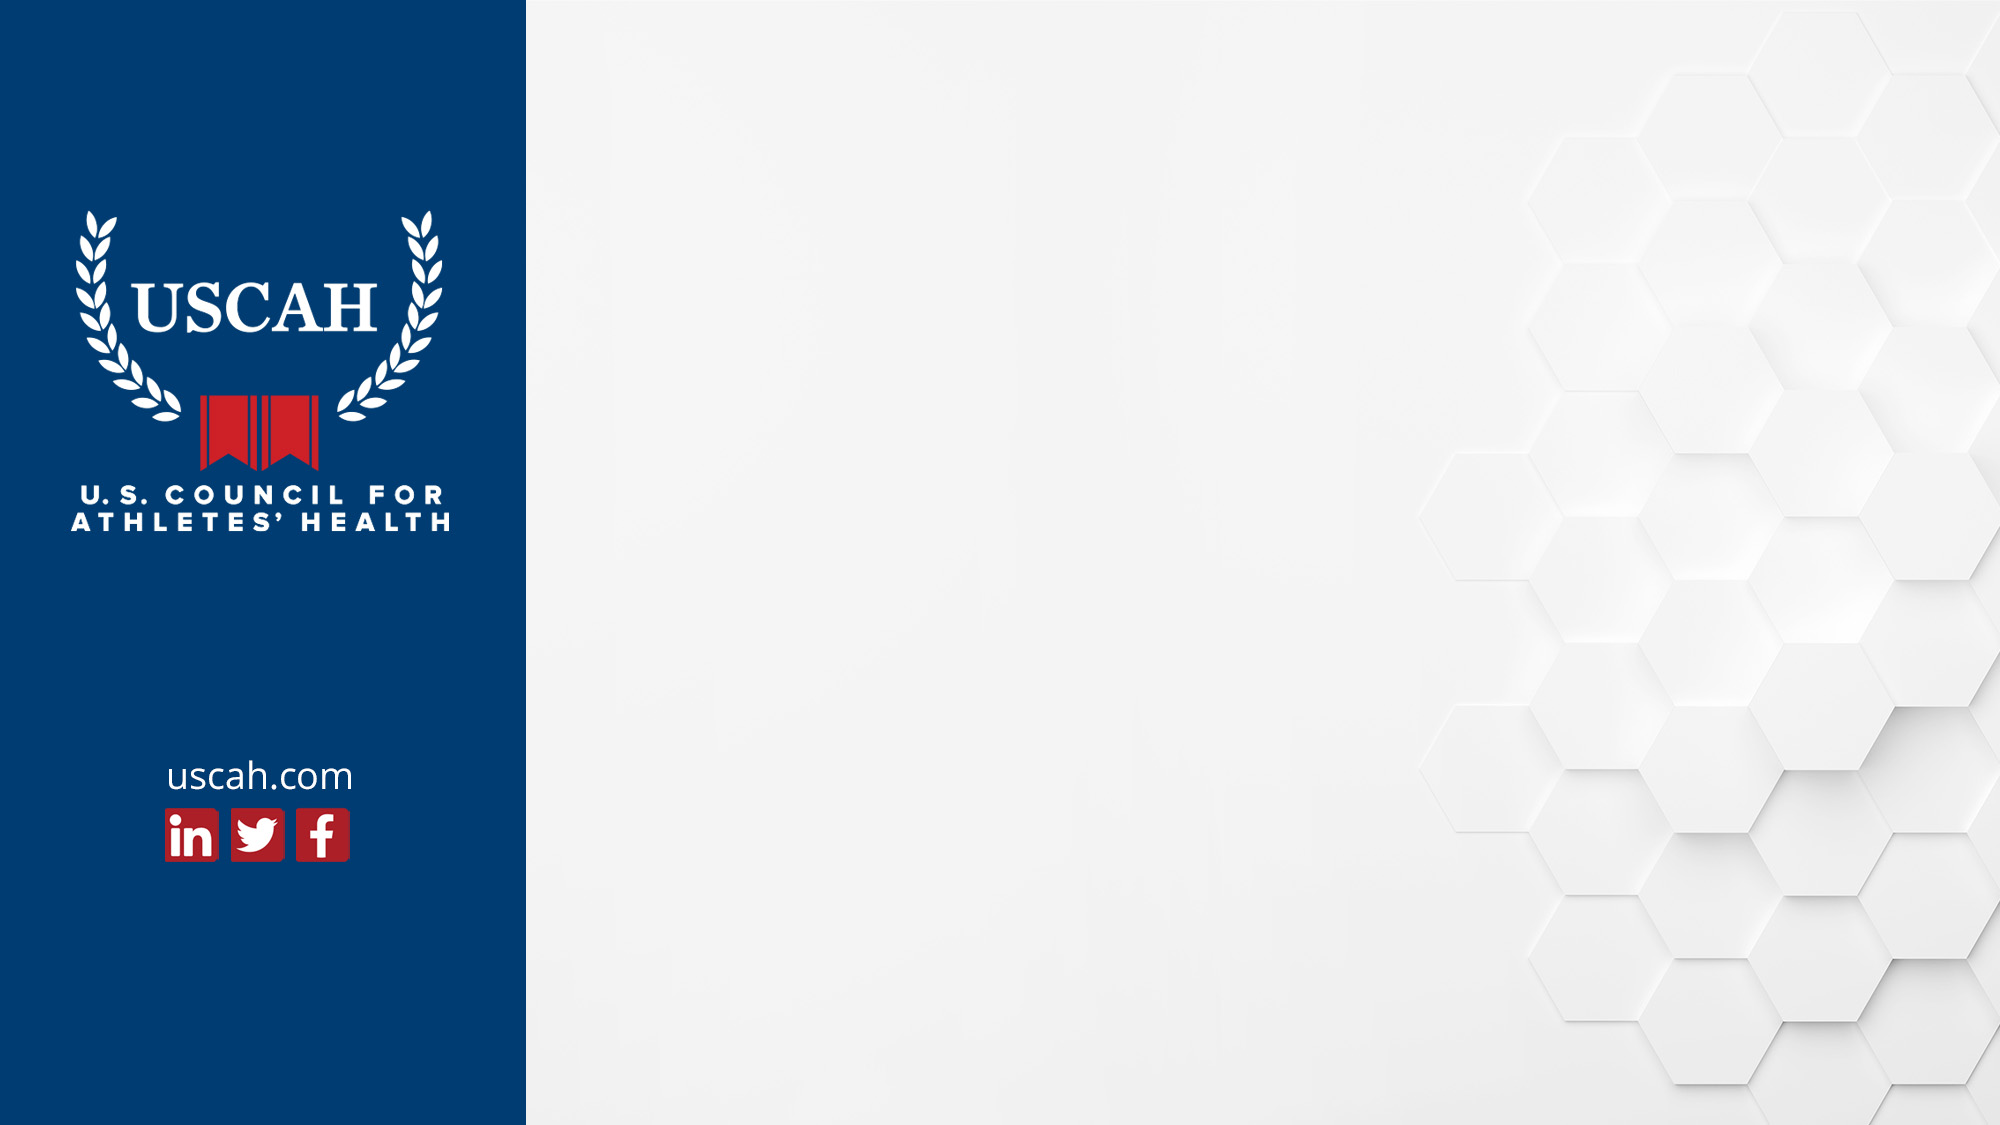 USCAH
U.S. COUNCIL FOR
ATHLETES’ HEALTH
uscah.com
in f